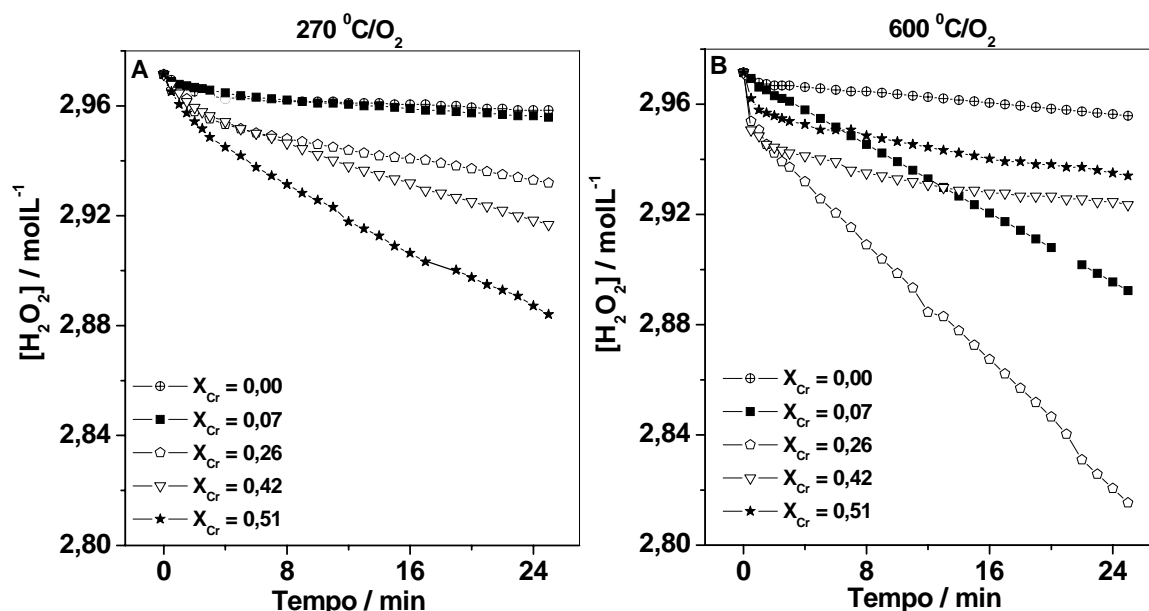 270 ⁰C/O₂
A
[H₂O₂] / molL⁻¹
2,96
2,92
2,88
2,84
2,80
X_Cr = 0,00
X_Cr = 0,07
X_Cr = 0,26
X_Cr = 0,42
X_Cr = 0,51
0 8 16 24
Tempo / min
600 ⁰C/O₂
B
[H₂O₂] / molL⁻¹
2,96
2,92
2,88
2,84
2,80
X_Cr = 0,00
X_Cr = 0,07
X_Cr = 0,26
X_Cr = 0,42
X_Cr = 0,51
0 8 16 24
Tempo / min